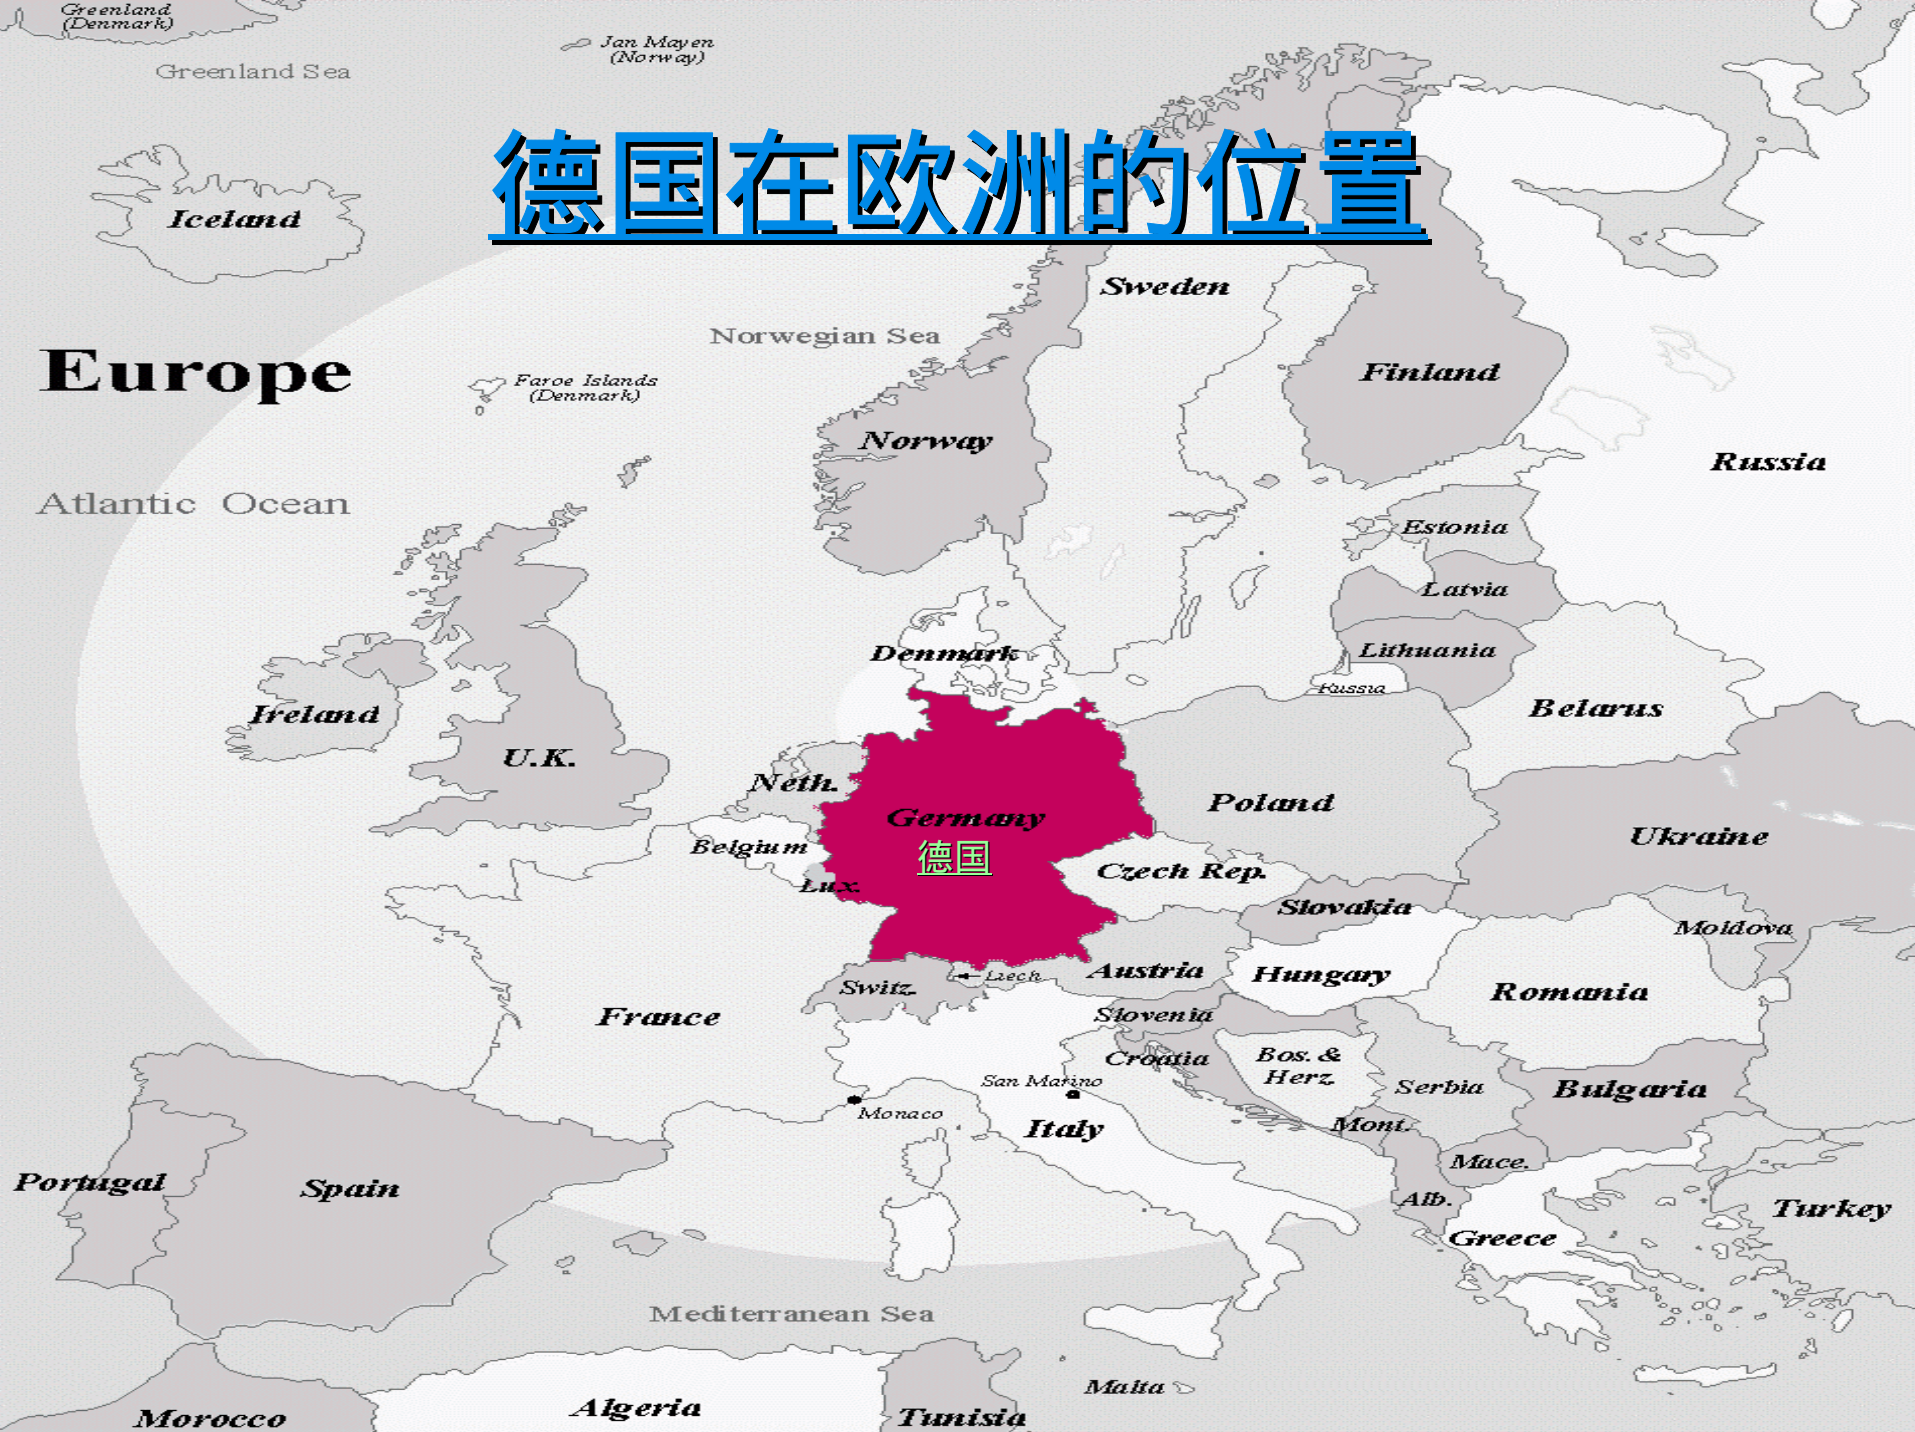 Greenland
(Denmark)
Jan Mayen
(Norway)
Greenland Sea
德国在欧洲的位置
Iceland
Sweden
Norwegian Sea
Europe
Faroe Islands
(Denmark)
Finland
Norway
Russia
Atlantic Ocean
Estonia
Latvia
Lithuania
Denmark
Russia
Ireland
Belarus
U.K.
Neth.
Poland
Germany
Ukraine
Belgium
德国
Czech Rep.
Lux.
Slovakia
Moldova
Austria
Hungary
Liech
Switz.
Romania
France
Slovenia
Croatia
Bos. &
Herz.
San Marino
Serbia
Bulgaria
Monaco
Italy
Mont.
Mace.
Portugal
Spain
Alb.
Turkey
Greece
Mediterranean Sea
Malta
Algeria
Morocco
Tunisia